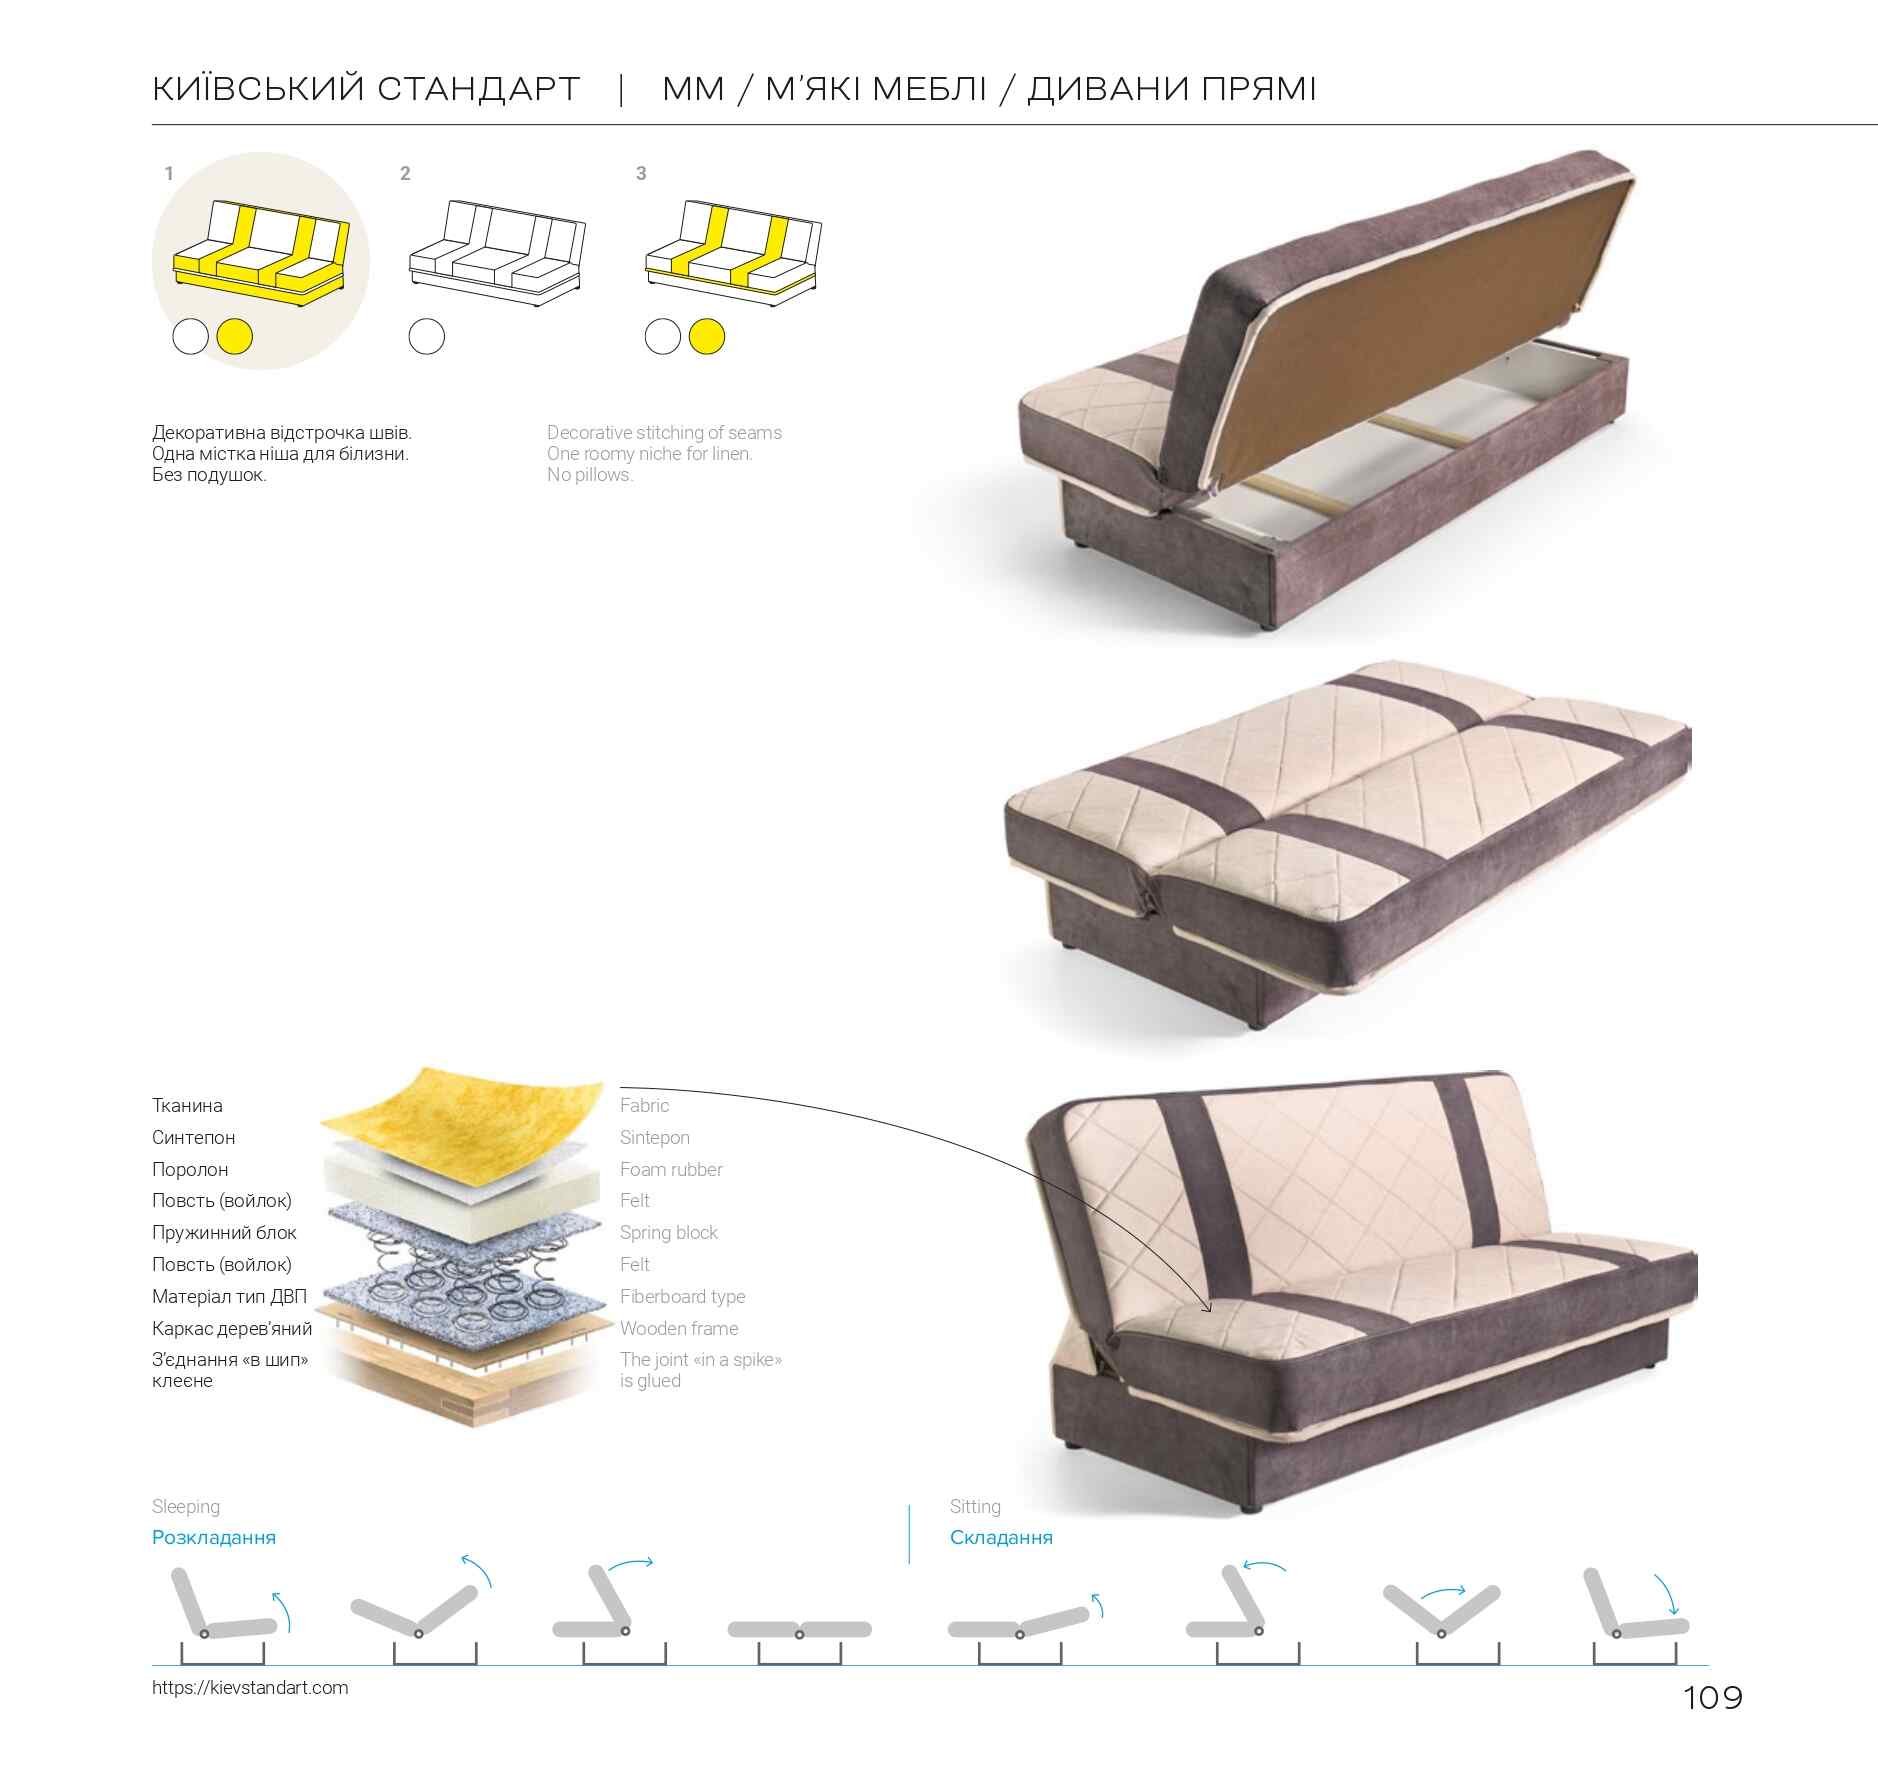 КИЇВСЬКИЙ СТАНДАРТ | ММ / М’ЯКІ МЕБЛІ / ДИВАНИ ПРЯМІ
1
2
3
Декоративна відстрочка швів.
Одна містка ніша для білизни.
Без подушок.
Decorative stitching of seams
One roomy niche for linen.
No pillows.
Тканина
Синтепон
Поролон
Повсть (войлок)
Пружинний блок
Повсть (войлок)
Матеріал тип ДВП
Каркас дерев’яний
З’єднання «в шип»
клеєне
Fabric
Sintepon
Foam rubber
Felt
Spring block
Felt
Fiberboard type
Wooden frame
The joint «in a spike»
is glued
Sleeping
Розкладання
Sitting
Складання
https://kievstandart.com
109